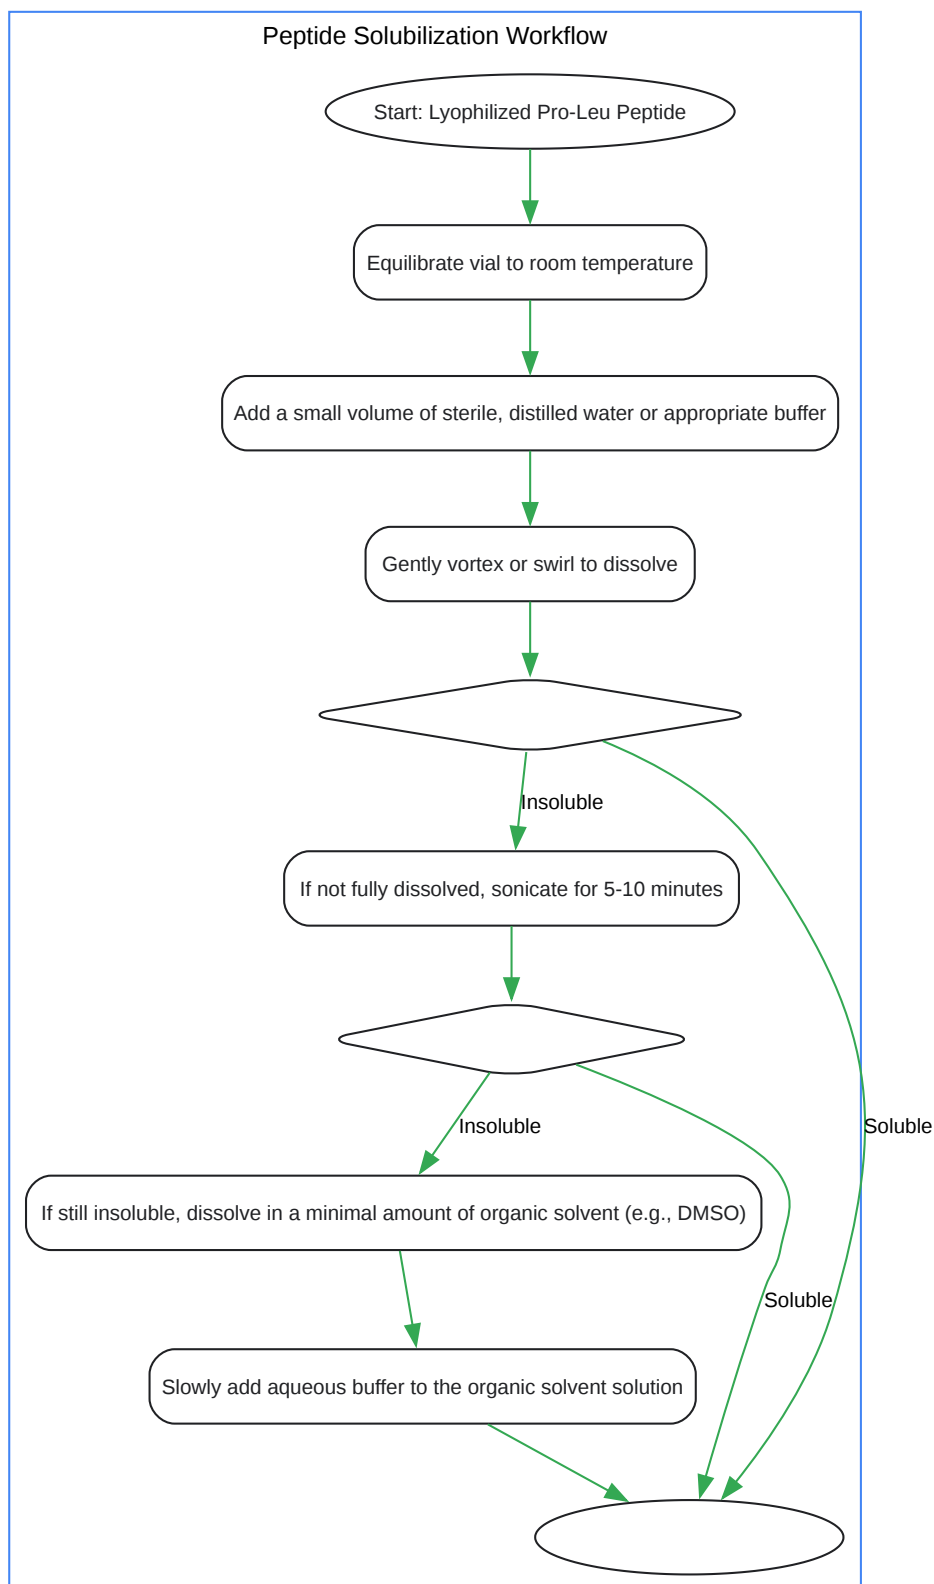 Peptide Solubilization Workflow
Start: Lyophilized Pro-Leu Peptide
Equilibrate vial to room temperature
Add a small volume of sterile, distilled water or appropriate buffer
Gently vortex or swirl to dissolve
Insoluble
If not fully dissolved, sonicate for 5-10 minutes
Insoluble
Soluble
If still insoluble, dissolve in a minimal amount of organic solvent (e.g., DMSO)
Soluble
Slowly add aqueous buffer to the organic solvent solution